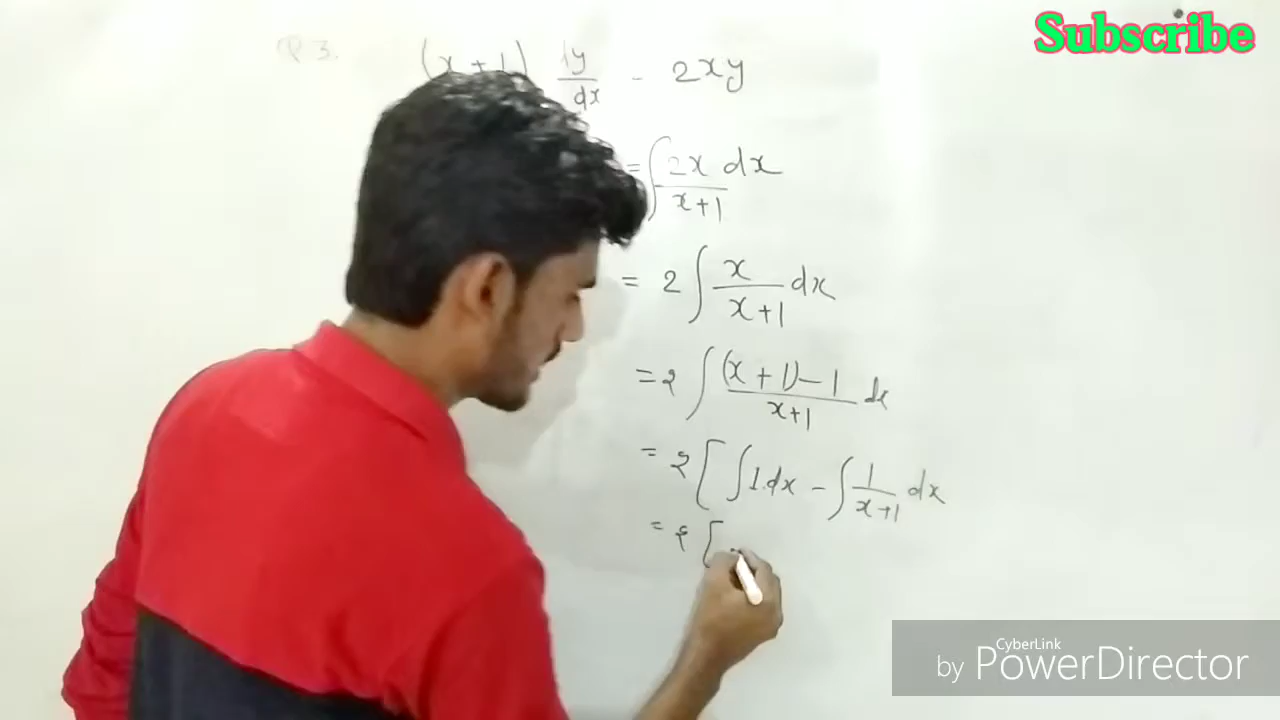 Subscribe
Q 3. (x + 1) dy/dx - 2xy
= ∫ 2x/x+1 dx
= 2 ∫ x/x+1 dx
= 2 ∫ (x + 1) - 1/x+1 dx
= 2 [ ∫ 1.dx - ∫ 1/x+1 dx
= 2 [
CyberLink
by PowerDirector